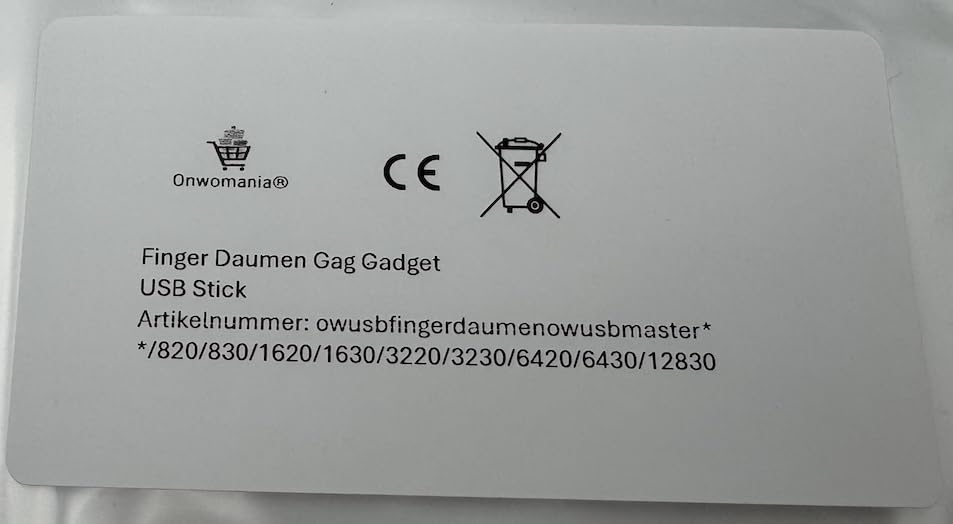 Onwomania®
CE
Finger Daumen Gag Gadget
USB Stick
Artikelnummer: owusbfingerdaumenowusbmaster*
*/820/830/1620/1630/3220/3230/6420/6430/12830